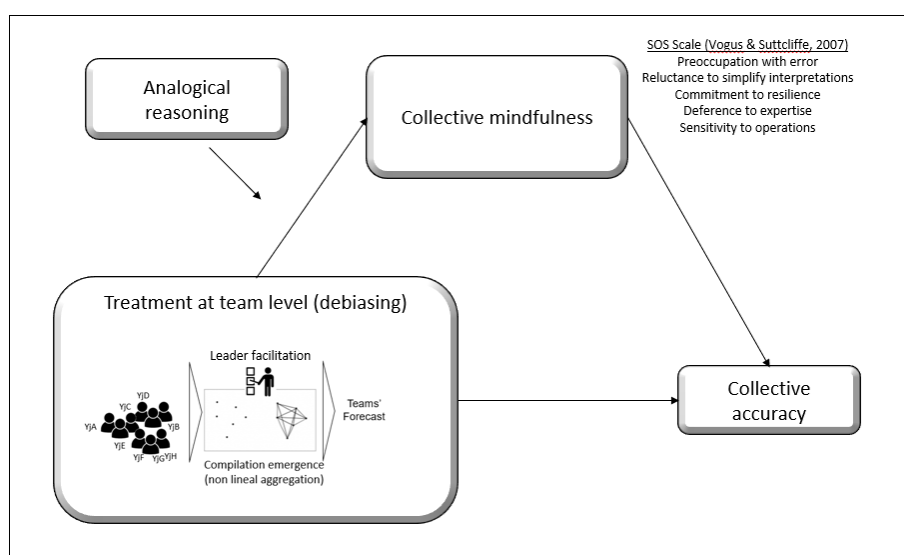 SOS Scale (Vogus & Suttcliffe, 2007)
Preoccupation with error
Reluctance to simplify interpretations
Commitment to resilience
Deference to expertise
Sensitivity to operations
Analogical
reasoning
Collective mindfulness
Treatment at team level (debiasing)
Leader facilitation
YjD
YjC
YjA
YjB
YjE
YjF
YjG
YjH
Teams'
Forecast
Compilation emergence
(non lineal aggregation)
Collective
accuracy